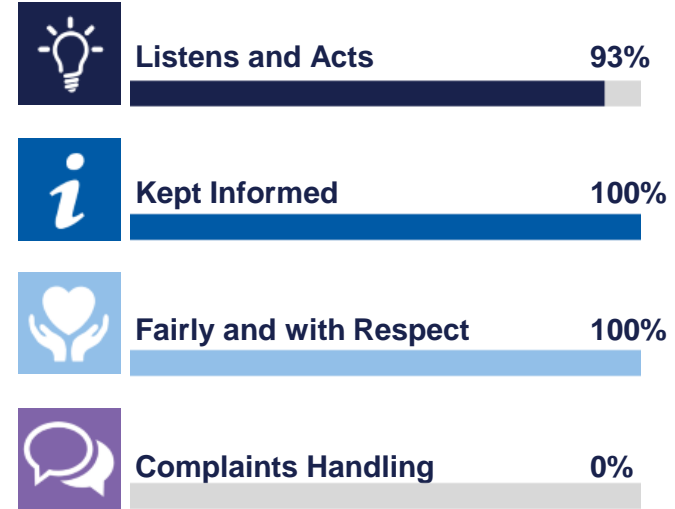 Listens and Acts 93%
Kept Informed 100%
Fairly and with Respect 100%
Complaints Handling 0%